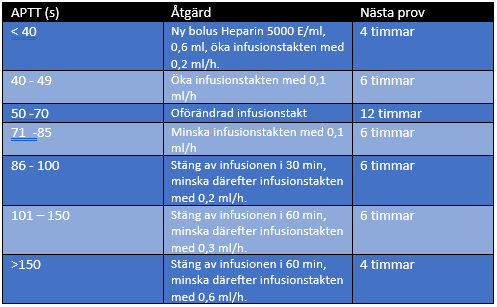 APTT (s) Åtgärd Nästa prov
< 40 Ny bolus Heparin 5000 E/ml, 4 timmar
0,6 ml, öka infusionstakten med
0,2 ml/h.
40 - 49 Öka infusionstakten med 0,1 6 timmar
ml/h
50 -70 Oförändrad infusionstakt 12 timmar
71 -85 Minska infusionstakten med 0,1 6 timmar
ml/h
86 - 100 Stäng av infusionen i 30 min, 6 timmar
minska därefter infusionstakten
med 0,2 ml/h.
101 – 150 Stäng av infusionen i 60 min, 6 timmar
minska därefter infusionstakten
med 0,3 ml/h.
>150 Stäng av infusionen i 60 min, 4 timmar
minska därefter infusionstakten
med 0,6 ml/h.